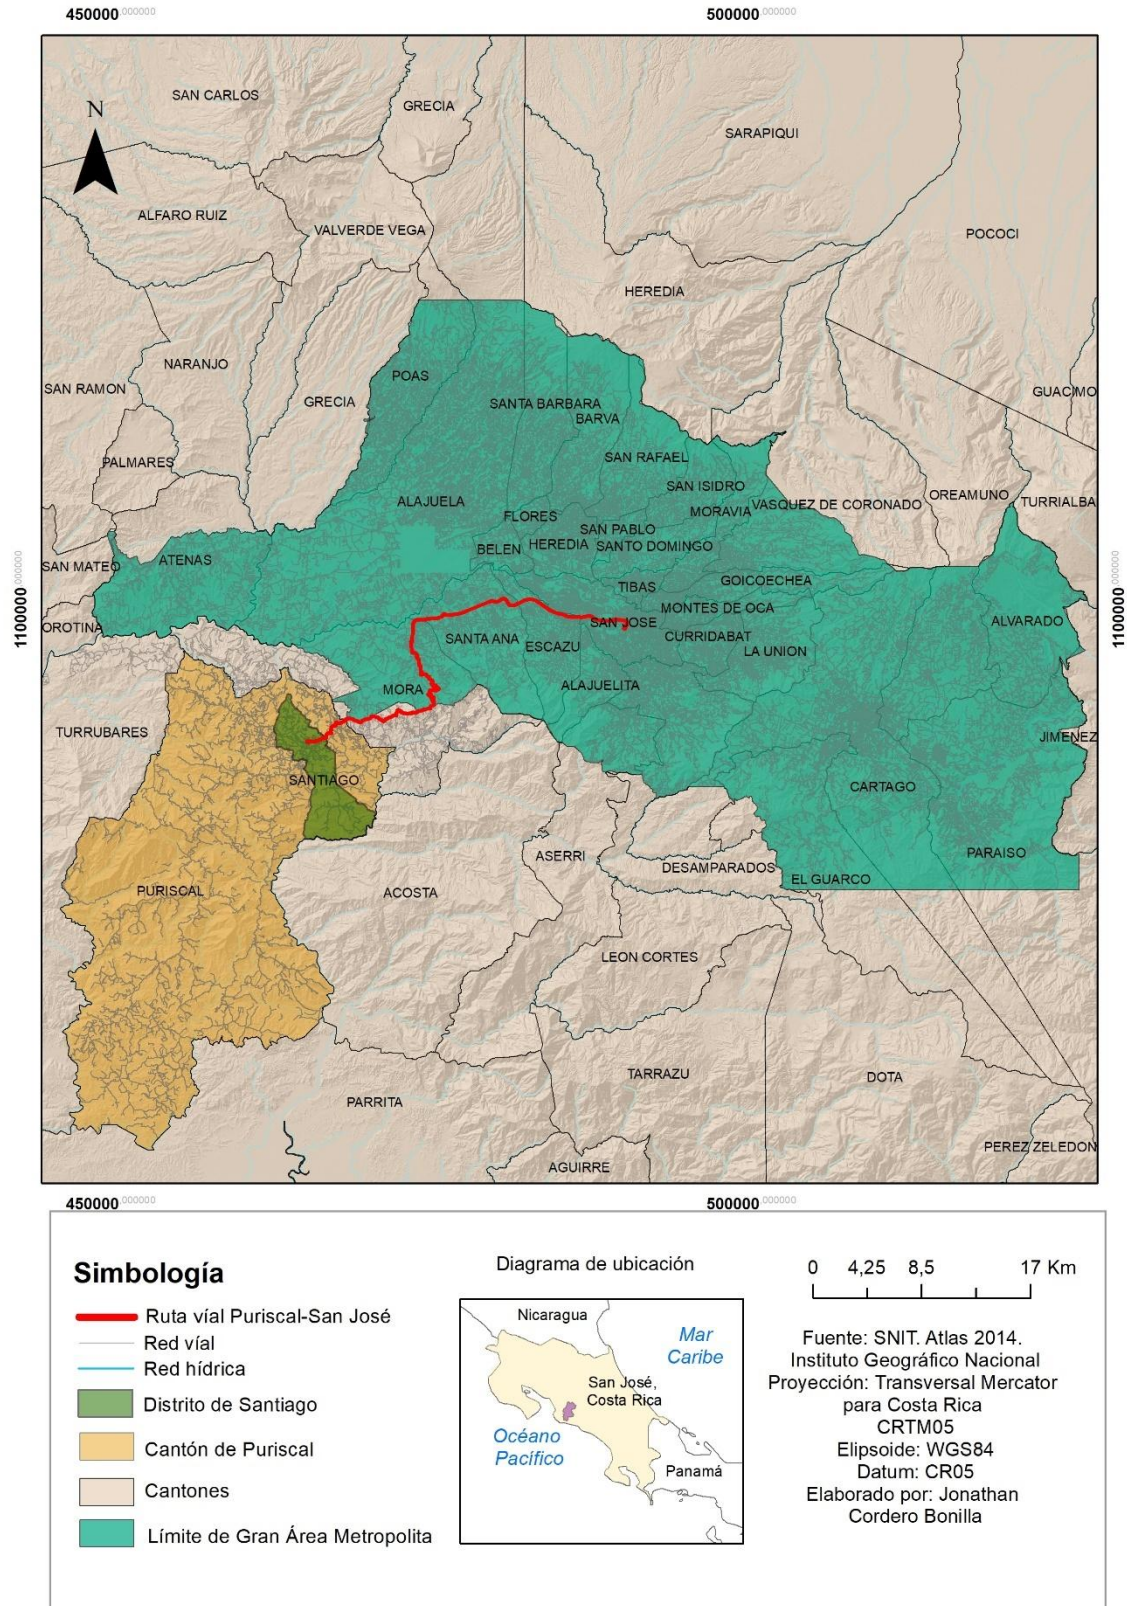 450000.000000
500000.000000
SAN CARLOS
GRECIA
SARAPIQUI
N
ALFARO RUIZ
VALVERDE VEGA
POCOCI
HEREDIA
NARANJO
POAS
SAN RAMON
GRECIA
SANTA BARBARA
BARVA
GUACIMO
PALMARES
SAN RAFAEL
SAN ISIDRO
ALAJUELA
MORAVIA
VASQUEZ DE CORONADO
OREAMUNO
TURRIALBA
FLORES
SAN PABLO
BELEN
HEREDIA
SANTO DOMINGO
ATENAS
SAN MATEO
TIBAS
GOICOECHEA
1100000.000000
1100000.000000
OROTINA
MONTES DE OCA
SAN JOSE
ALVARADO
SANTA ANA
ESCAZU
CURRIDABAT
LA UNION
MORA
ALAJUELITA
TURRUBARES
JIMENEZ
SANTIAGO
CARTAGO
ASERRI
DESAMPARADOS
PARAISO
EL GUARCO
PURISCAL
ACOSTA
LEON CORTES
TARRAZU
DOTA
PARRITA
PEREZ ZELEDON
AGUIRRE
450000.000000
500000.000000
Simbología
Ruta víal Puriscal-San José
Red víal
Red hídrica
Distrito de Santiago
Cantón de Puriscal
Cantones
Límite de Gran Área Metropolita
Diagrama de ubicación
Nicaragua
Mar
Caribe
San José,
Costa Rica
Océano
Pacífico
Panamá
0 4,25 8,5 17 Km
Fuente: SNIT. Atlas 2014.
Instituto Geográfico Nacional
Proyección: Transversal Mercator
para Costa Rica
CRTM05
Elipsoide: WGS84
Datum: CR05
Elaborado por: Jonathan
Cordero Bonilla